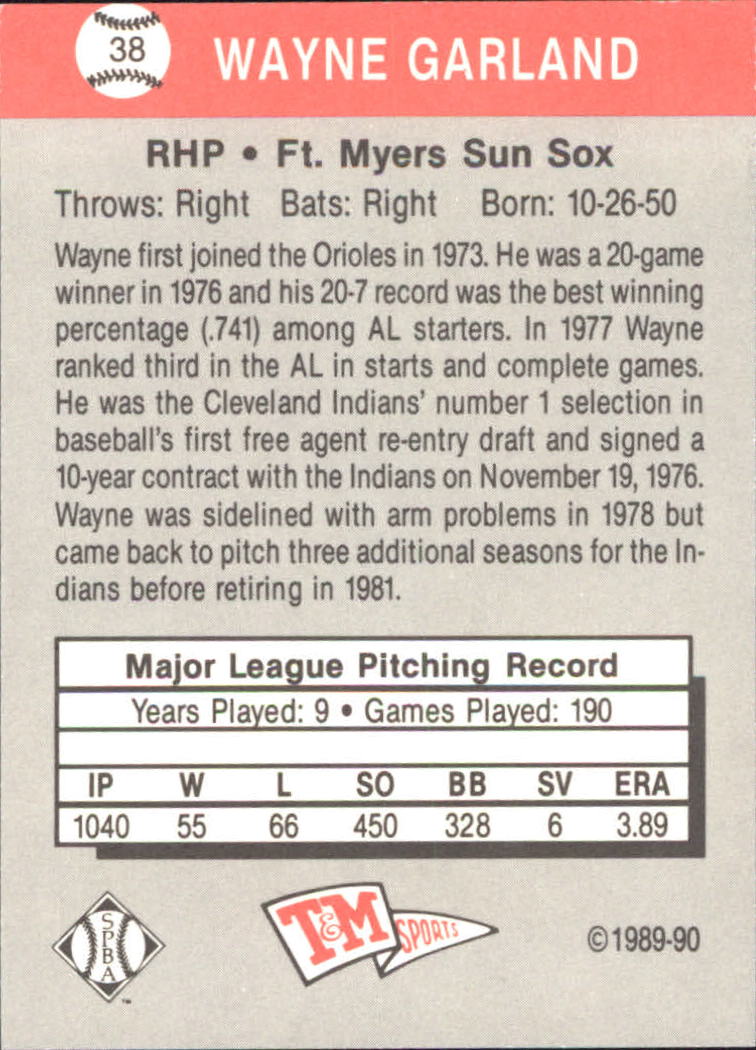 38
WAYNE GARLAND
RHP • Ft. Myers Sun Sox
Throws: Right Bats: Right Born: 10-26-50
Wayne first joined the Orioles in 1973. He was a 20-game
winner in 1976 and his 20-7 record was the best winning
percentage (.741) among AL starters. In 1977 Wayne
ranked third in the AL in starts and complete games.
He was the Cleveland Indians' number 1 selection in
baseball's first free agent re-entry draft and signed a
10-year contract with the Indians on November 19, 1976.
Wayne was sidelined with arm problems in 1978 but
came back to pitch three additional seasons for the In-
dians before retiring in 1981.
Major League Pitching Record
Years Played: 9 • Games Played: 190
IP W L SO BB SV ERA
1040 55 66 450 328 6 3.89
SPBA
™
T&M SPORTS
©1989-90